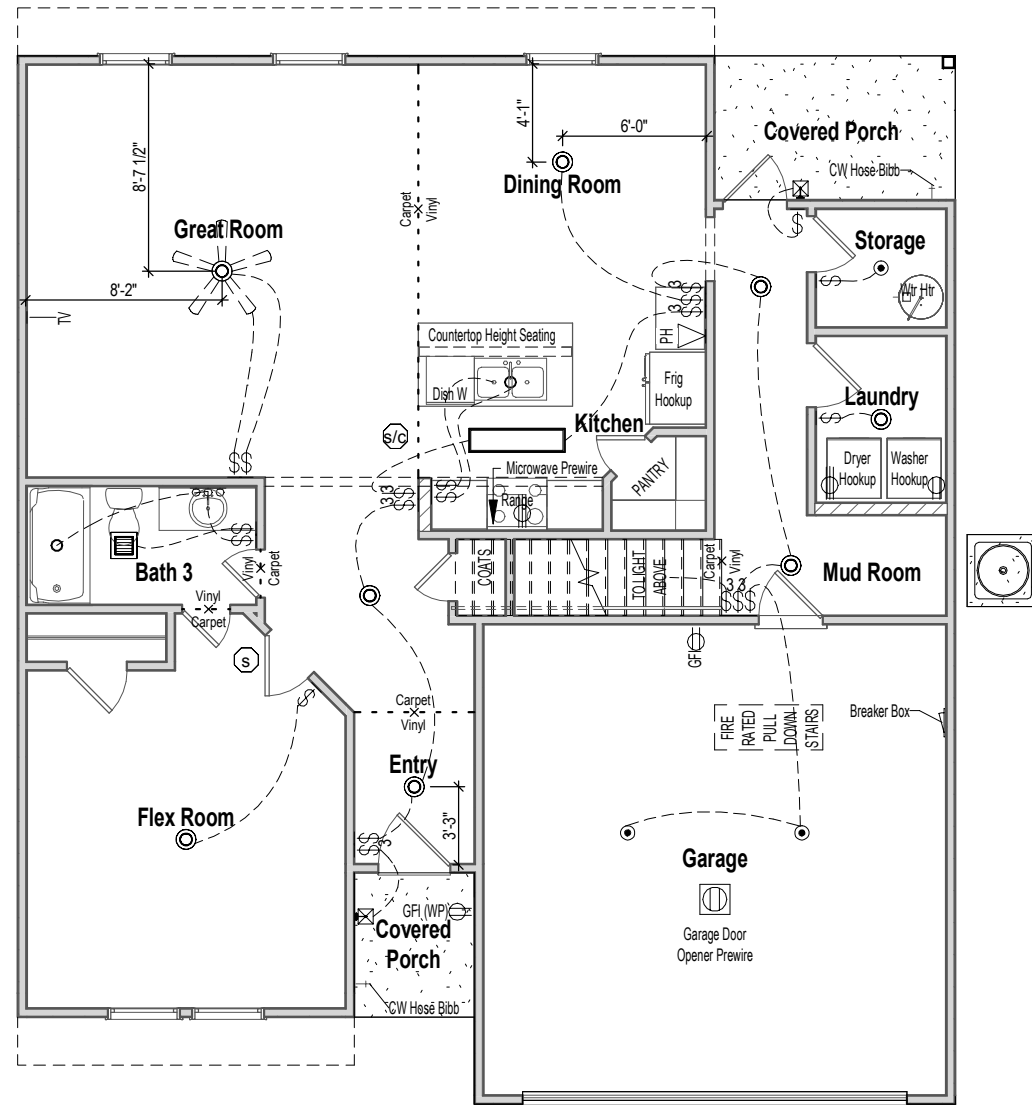 4'-1"
6'-0"
8'-7 1/2"
Covered Porch
CW Hose Bibb
Dining Room
Carpet
Vinyl
Great Room
Storage
Wtr Htr
8'-2"
TV
$
$
$
3
3
$$$
PH
Countertop Height Seating
Dish W
Frig
Hookup
Laundry
$
Kitchen
s/c
Dryer
Hookup
Washer
Hookup
Microwave Prewire
Range
PANTRY
$$
33
$$
$$
$$
Bath 3
Vinyl
Carpet
Vinyl
Carpet
COATS
TO LIGHT
ABOVE
Carpet
Vinyl
3 3
$$$
Mud Room
s
GFI
$
Carpet
Vinyl
FIRE
RATED
PULL
DOWN
STAIRS
Breaker Box
Entry
3'-3"
Flex Room
$$
3
Garage
GFI (WP)
Covered
Porch
Garage Door
Opener Prewire
CW Hose Bibb